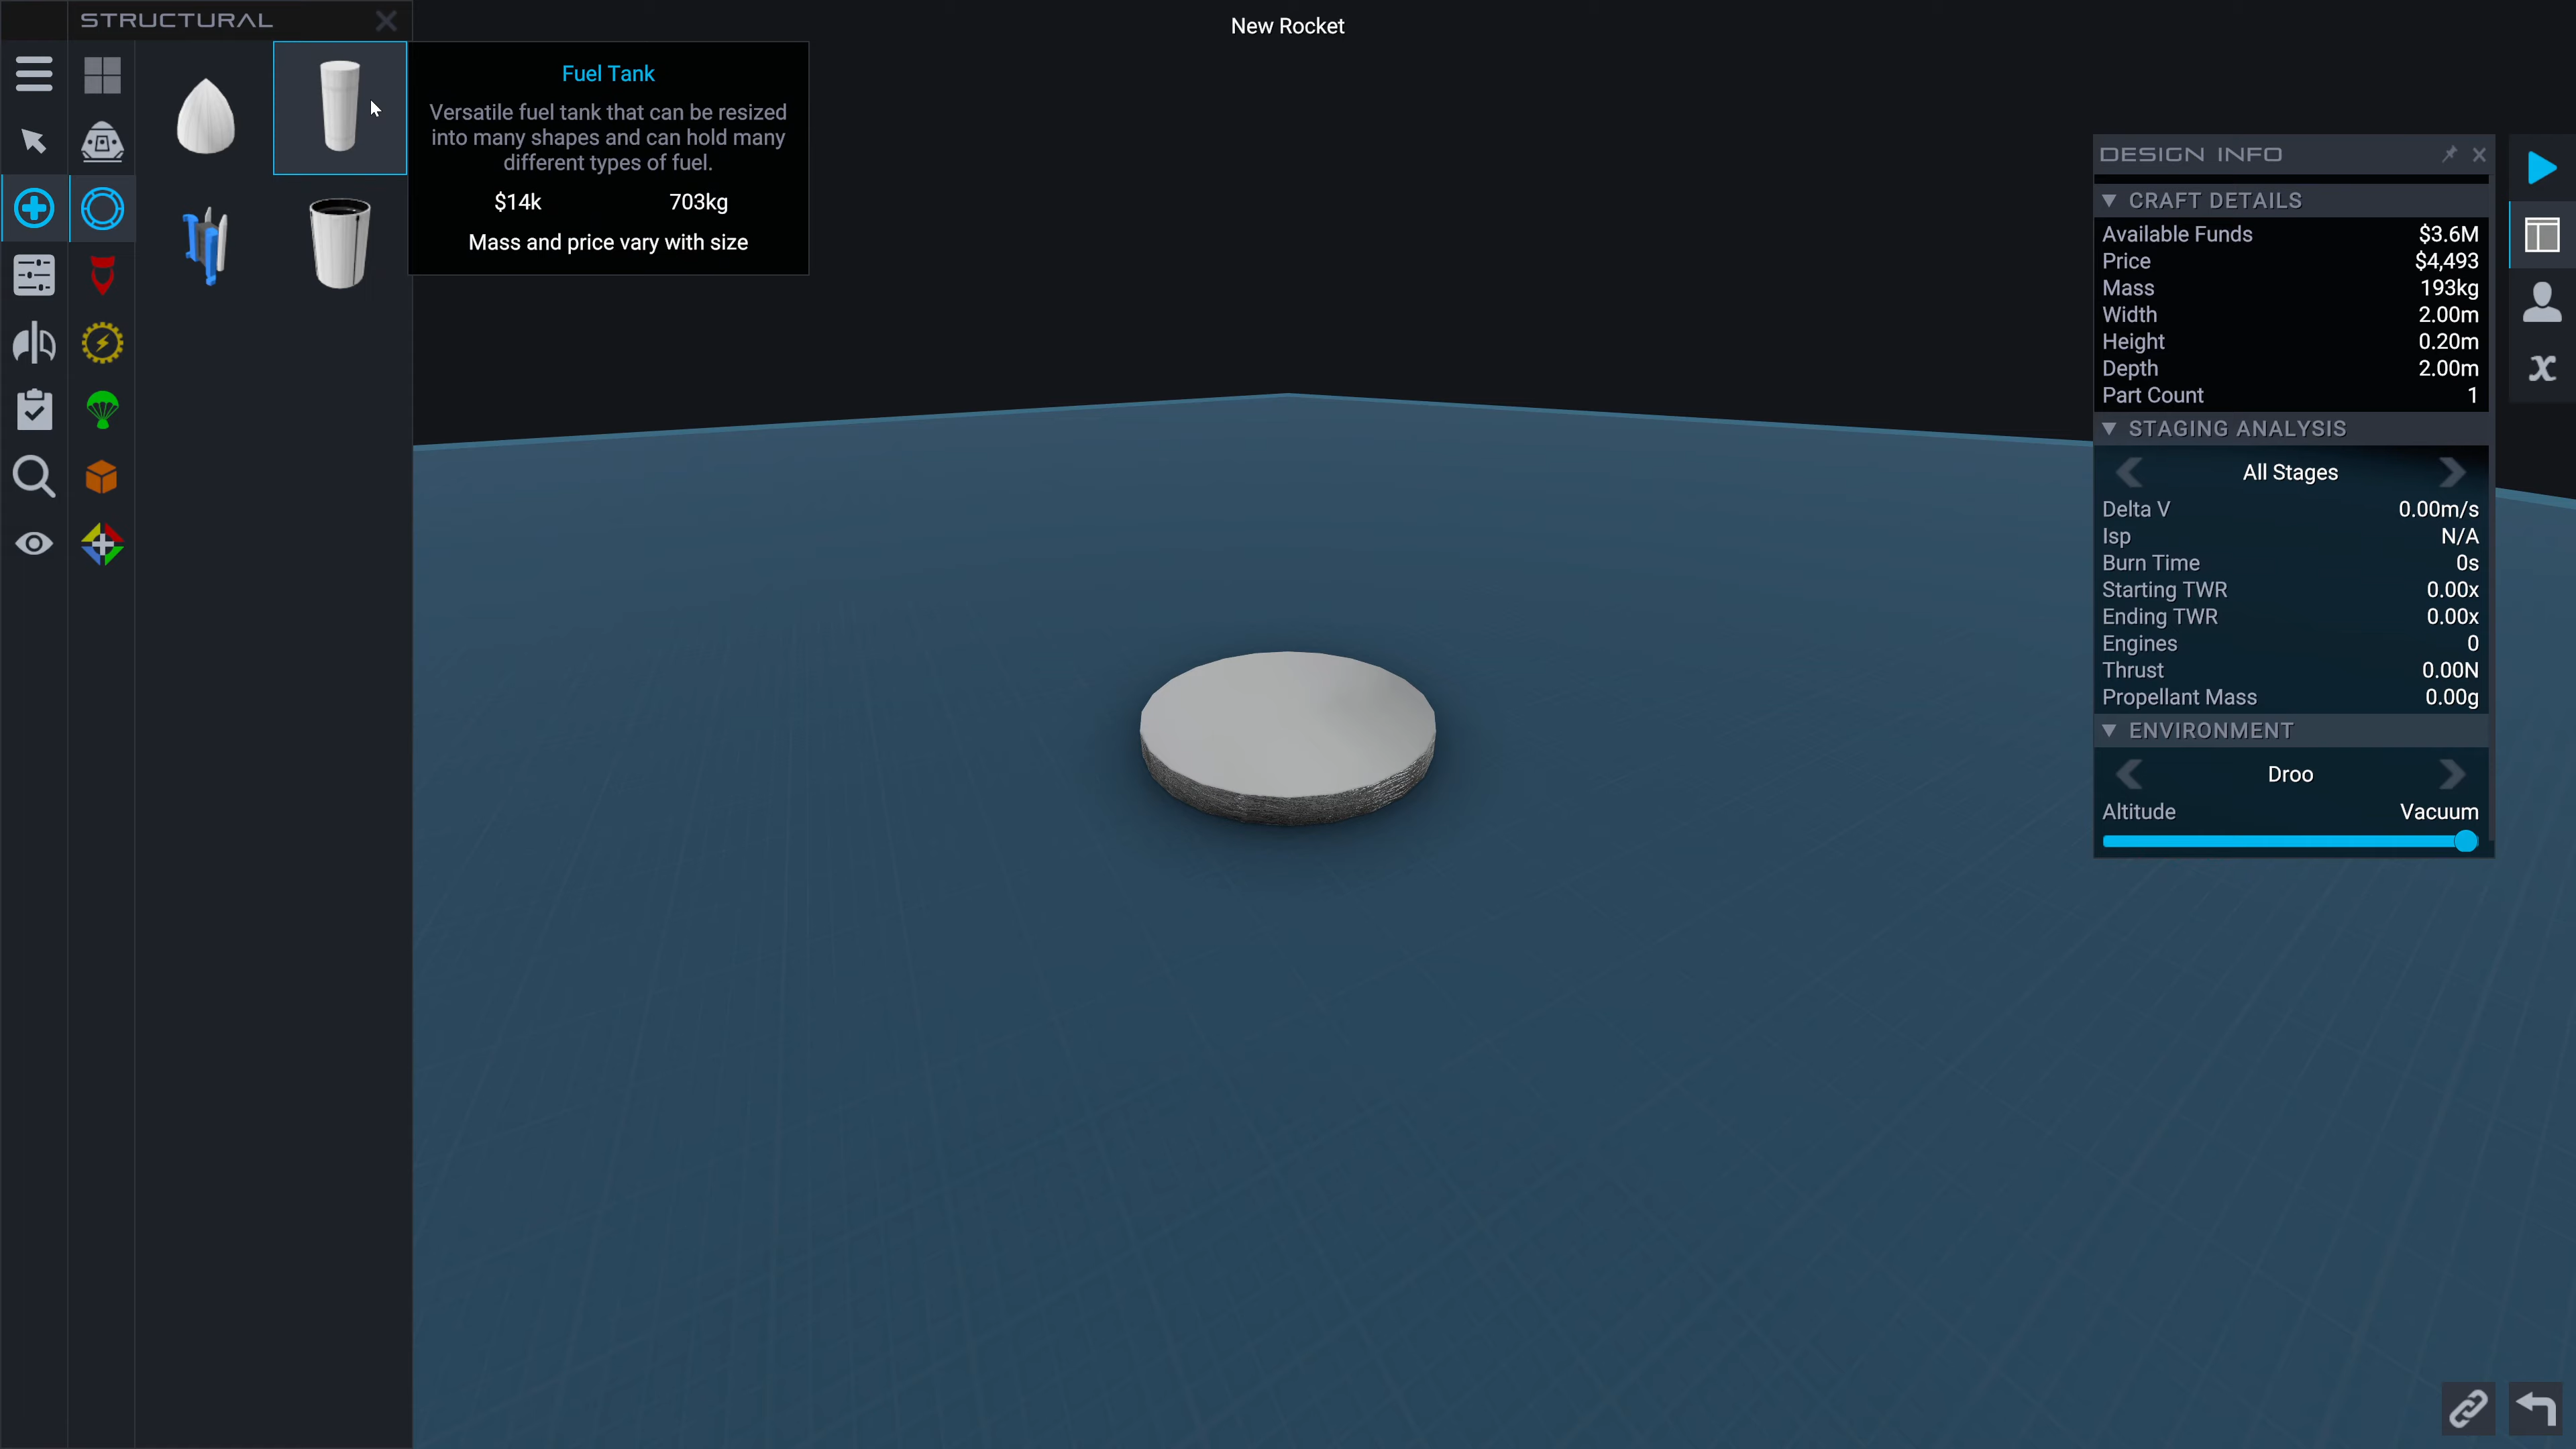 STRUCTURAL
New Rocket
Fuel Tank
Versatile fuel tank that can be resized
into many shapes and can hold many
different types of fuel.
$14k 703kg
Mass and price vary with size
DESIGN INFO
CRAFT DETAILS
Available Funds $3.6M
Price $4,493
Mass 193kg
Width 2.00m
Height 0.20m
Depth 2.00m
Part Count 1
STAGING ANALYSIS
All Stages
Delta V 0.00m/s
Isp N/A
Burn Time 0s
Starting TWR 0.00x
Ending TWR 0.00x
Engines 0
Thrust 0.00N
Propellant Mass 0.00g
ENVIRONMENT
Droo
Altitude Vacuum